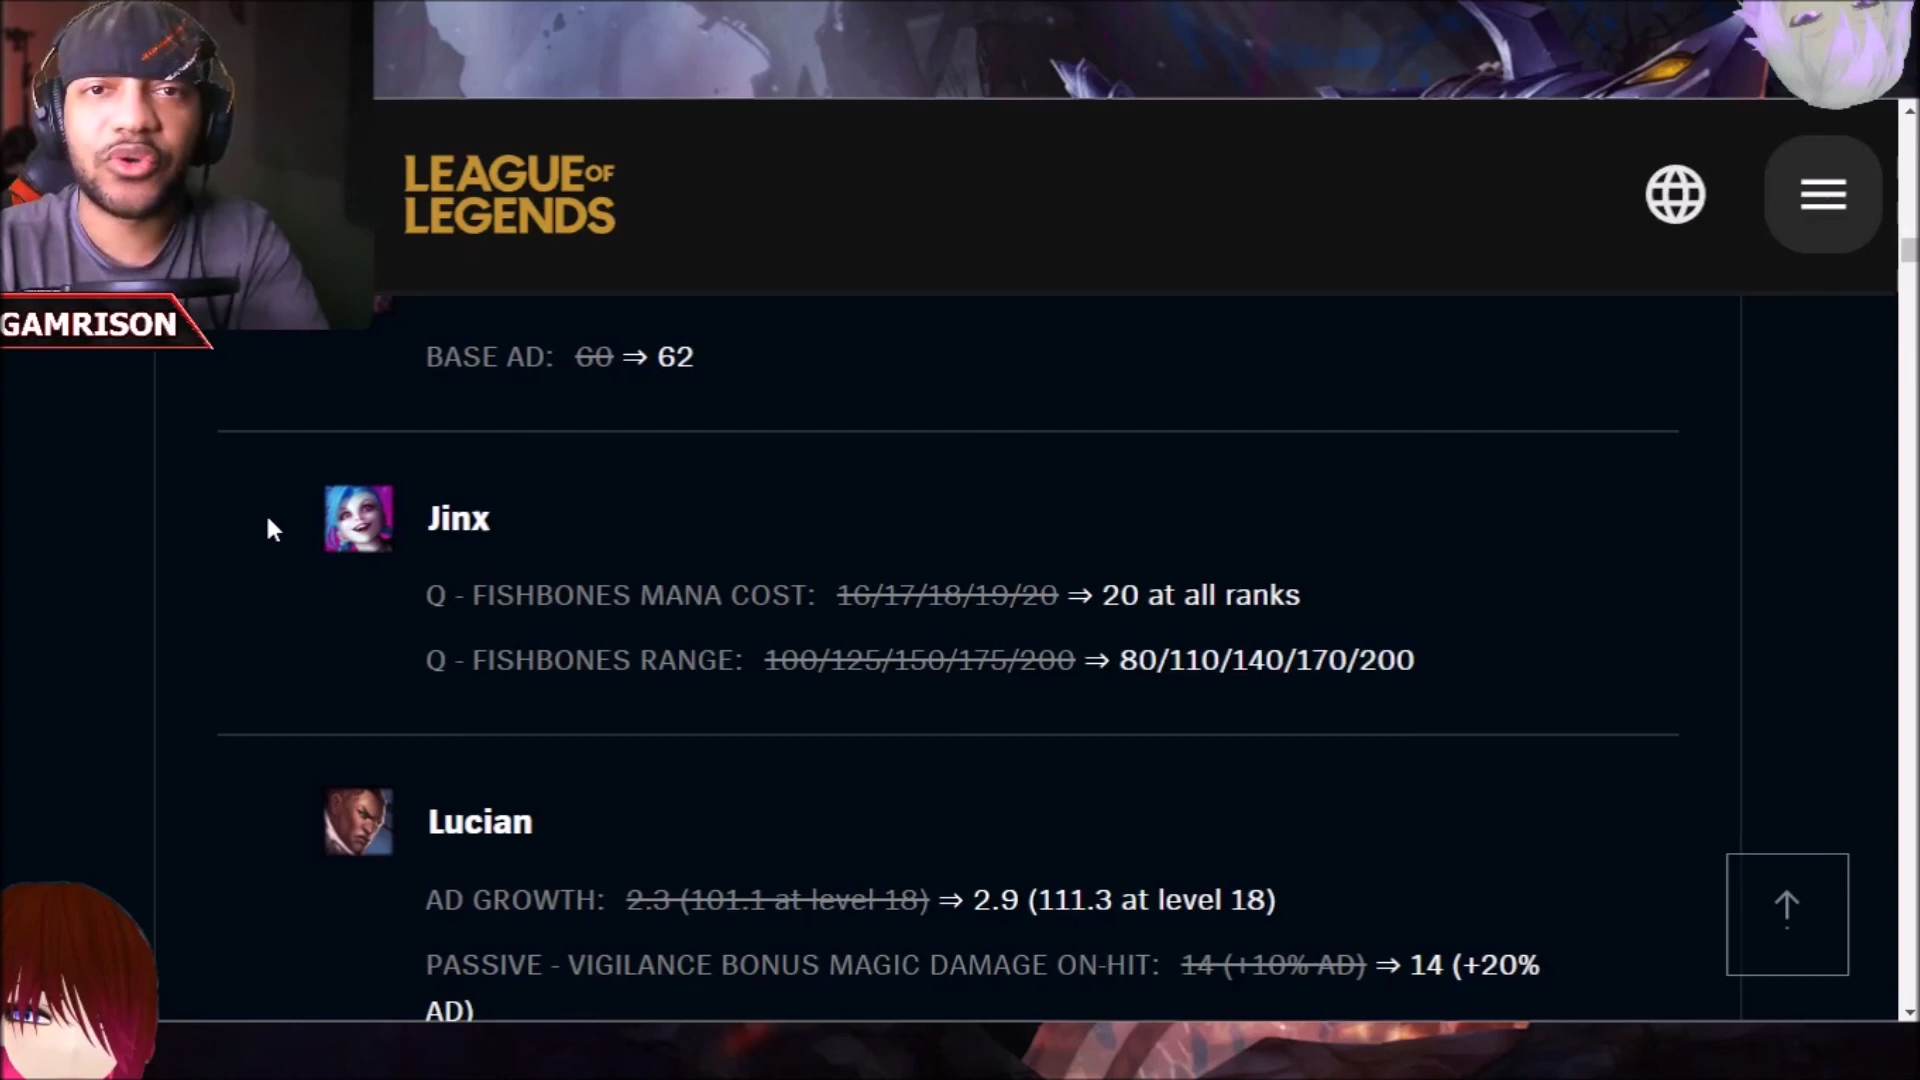 LEAGUE OF
LEGENDS
GAMRISON
BASE AD: 60 ⇒ 62
Jinx
Q - FISHBONES MANA COST: 16/17/18/19/20 ⇒ 20 at all ranks
Q - FISHBONES RANGE: 100/125/150/175/200 ⇒ 80/110/140/170/200
Lucian
AD GROWTH: 2.3 (101.1 at level 18) ⇒ 2.9 (111.3 at level 18)
PASSIVE - VIGILANCE BONUS MAGIC DAMAGE ON-HIT: 14 (+10% AD) ⇒ 14 (+20%
AD)